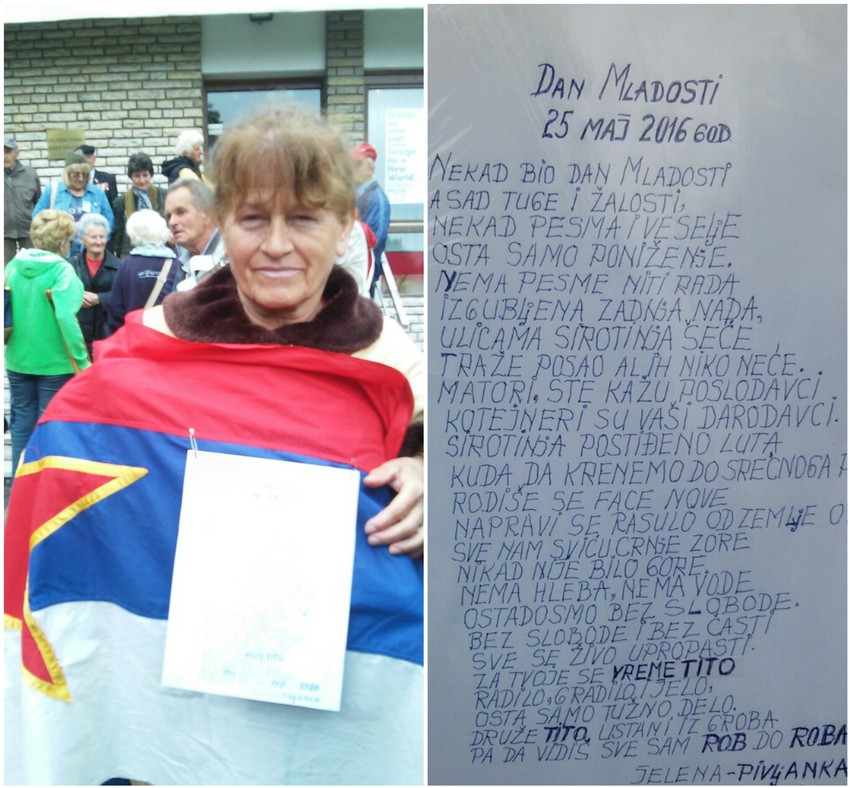 DAN MLADOSTI
25 MAJ 2016 GOD
NEKAD BIO DAN MLADOSTI
A SAD TUGE I ŽALOSTI,
NEKAD PESMA I VESELJE
OSTA SAMO PONIŽENJE.
NEMA PESME NITI RADA
IZGUBLJENA ZADNJA, NADA,
ULICAMA SIROTINJA ŠEĆE
TRAŽE POSAO AL JH NIKO NEĆE..
MATORI, STE KAŽU POSLODAVCI.
KOTEJNERI SU VAŠI DARODAVCI.
SIROTINJA POSTIĐENO LUTA
KUDA DA KRENEMO DO SREĆNOGA
RODIŠE SE FACE NOVE
NAPRAVI SE RASULO OD ZEMLJE
SVE NAM SVIĆU CRNJE ZORE
NIKAD NIJE BILO GORE
NEMA HLEBA, NEMA VODE
OSTADOSMO BEZ SLOBODE.
BEZ SLOBODE I BEZ ČASTI
SVE SE ŽIVO UPROPASTI.
ZA TVOJE SE VREME TITO
RADILO, GRADILO, I JELO,
OSTA SAMO TUŽNO DELO.
DRUŽE TITO, USTANI IZ GROBA
PA DA VIDIŠ SVE SAM ROB DO ROBA
JELENA-PIVLJANKA
World